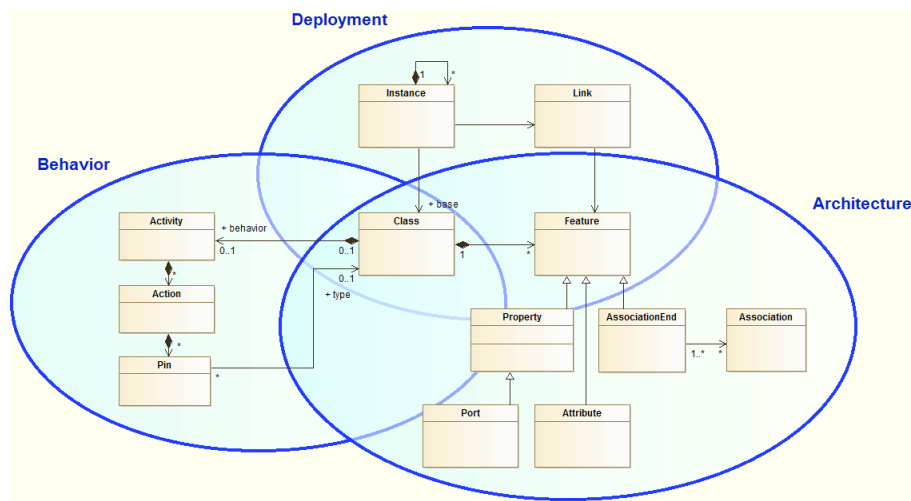 Deployment
1
*
Instance
Link
Behavior
Architecture
+ base
Activity
Class
Feature
+ behavior
0..1
0..1
1
*
*
0..1
+ type
Action
Property
AssociationEnd
Association
*
1..*
*
Pin
*
Port
Attribute